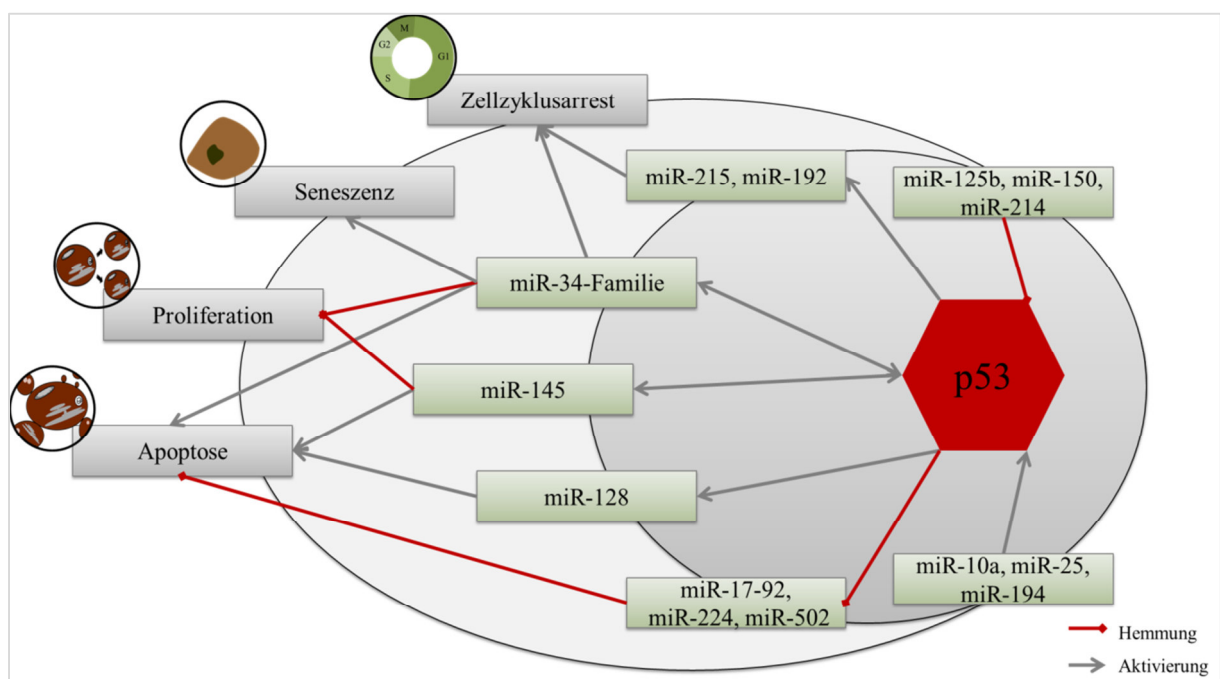 M
G2
G1
S
Zellzyklusarrest
miR-215, miR-192
miR-125b, miR-150,
miR-214
Seneszenz
miR-34-Familie
Proliferation
p53
miR-145
Apoptose
miR-128
miR-17-92,
miR-224, miR-502
miR-10a, miR-25,
miR-194
Hemmung
Aktivierung